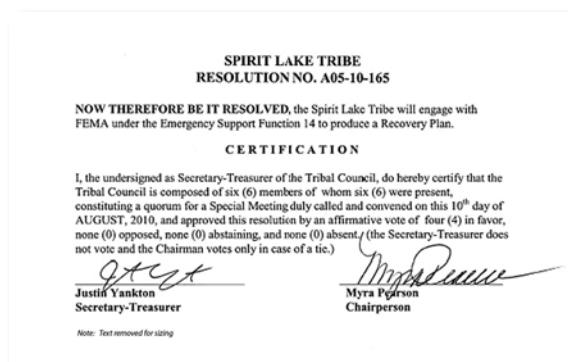 SPIRIT LAKE TRIBE
RESOLUTION NO. A05-10-165
NOW THEREFORE BE IT RESOLVED, the Spirit Lake Tribe will engage with
FEMA under the Emergency Support Function 14 to produce a Recovery Plan.
CERTIFICATION
I, the undersigned as Secretary-Treasurer of the Tribal Council, do hereby certify that the
Tribal Council is composed of six (6) members of whom six (6) were present,
constituting a quorum for a Special Meeting duly called and convened on this 10th day of
AUGUST, 2010, and approved this resolution by an affirmative vote of four (4) in favor,
none (0) opposed, none (0) abstaining, and none (0) absent. (the Secretary-Treasurer does
not vote and the Chairman votes only in case of a tie.)
Myra Pearson
Justin Yankton Myra Pearson
Secretary-Treasurer Chairperson
Note: Text removed for sizing